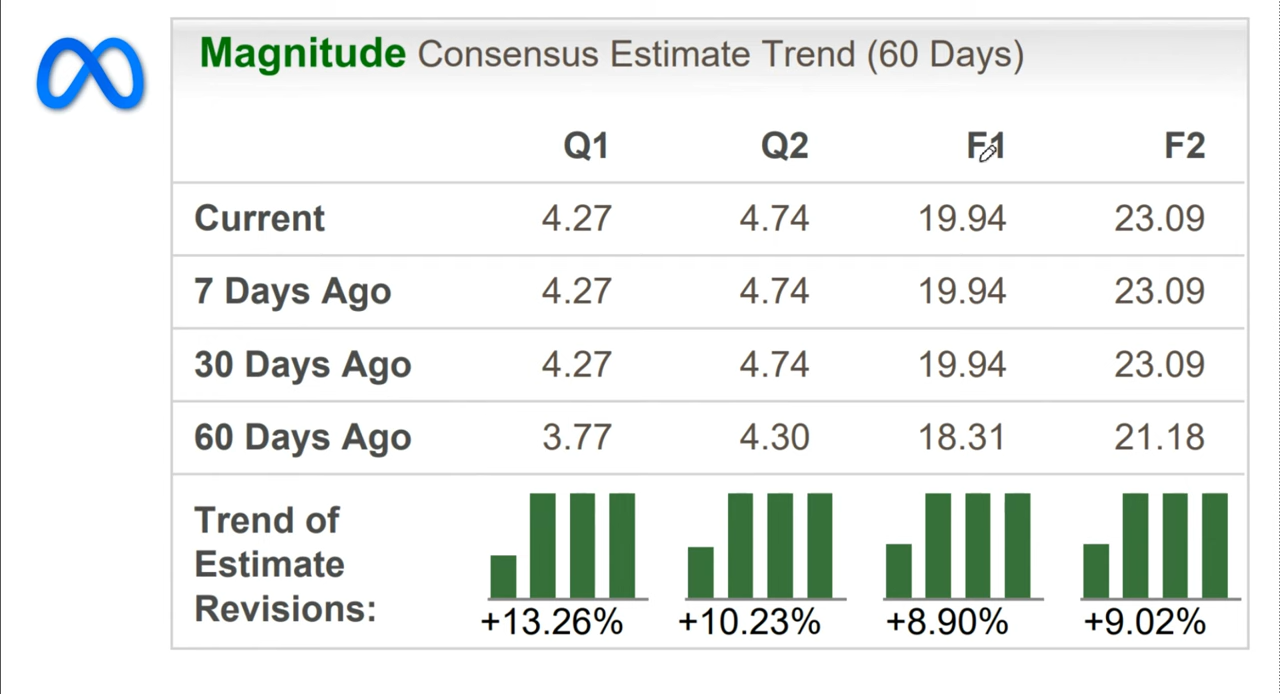 Magnitude Consensus Estimate Trend (60 Days)
Q1 Q2 F1 F2
Current 4.27 4.74 19.94 23.09
7 Days Ago 4.27 4.74 19.94 23.09
30 Days Ago 4.27 4.74 19.94 23.09
60 Days Ago 3.77 4.30 18.31 21.18
Trend of
Estimate
Revisions:
+13.26% +10.23% +8.90% +9.02%